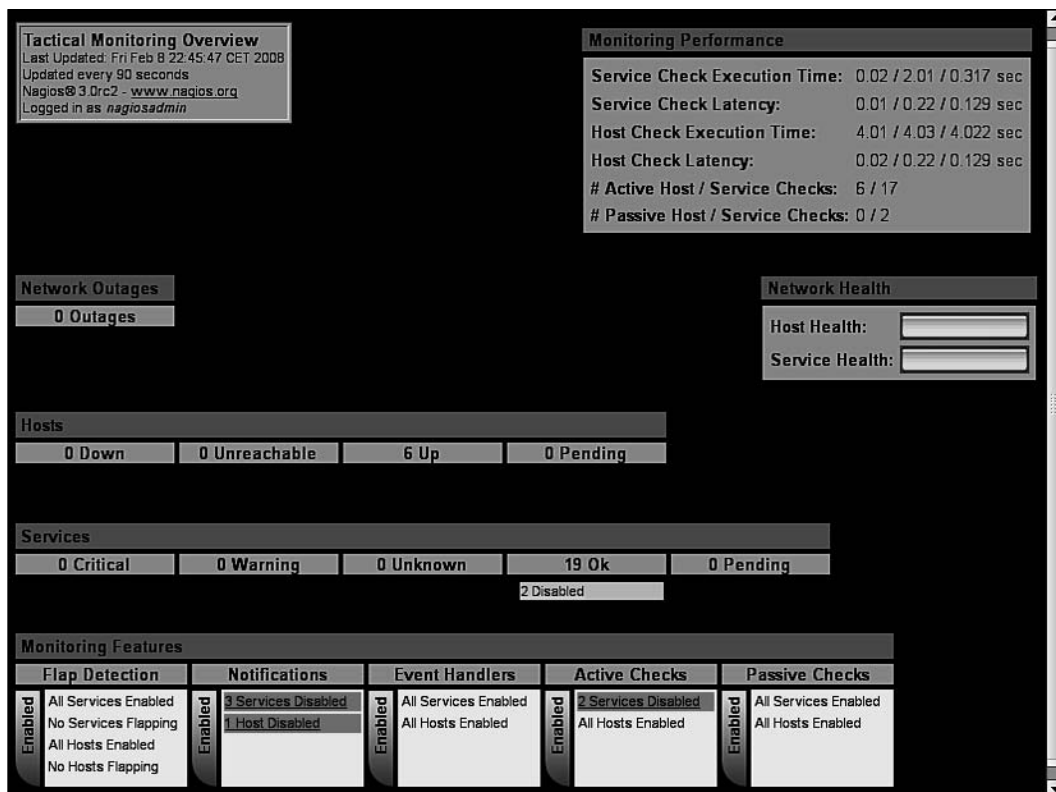 Tactical Monitoring Overview
Last Updated: Fri Feb 8 22:45:47 CET 2008
Updated every 90 seconds
Nagios® 3.0rc2 - www.nagios.org
Logged in as nagiosadmin
Monitoring Performance
Service Check Execution Time: 0.02 / 2.01 / 0.317 sec
Service Check Latency: 0.01 / 0.22 / 0.129 sec
Host Check Execution Time: 4.01 / 4.03 / 4.022 sec
Host Check Latency: 0.02 / 0.22 / 0.129 sec
# Active Host / Service Checks: 6 / 17
# Passive Host / Service Checks: 0 / 2
Network Outages
0 Outages
Network Health
Host Health:
Service Health:
Hosts
0 Down 0 Unreachable 6 Up 0 Pending
Services
0 Critical 0 Warning 0 Unknown 19 Ok 0 Pending
2 Disabled
Monitoring Features
Flap Detection Notifications Event Handlers Active Checks Passive Checks
Enabled
All Services Enabled
No Services Flapping
All Hosts Enabled
No Hosts Flapping
Enabled
3 Services Disabled
1 Host Disabled
Enabled
All Services Enabled
All Hosts Enabled
Enabled
2 Services Disabled
All Hosts Enabled
Enabled
All Services Enabled
All Hosts Enabled